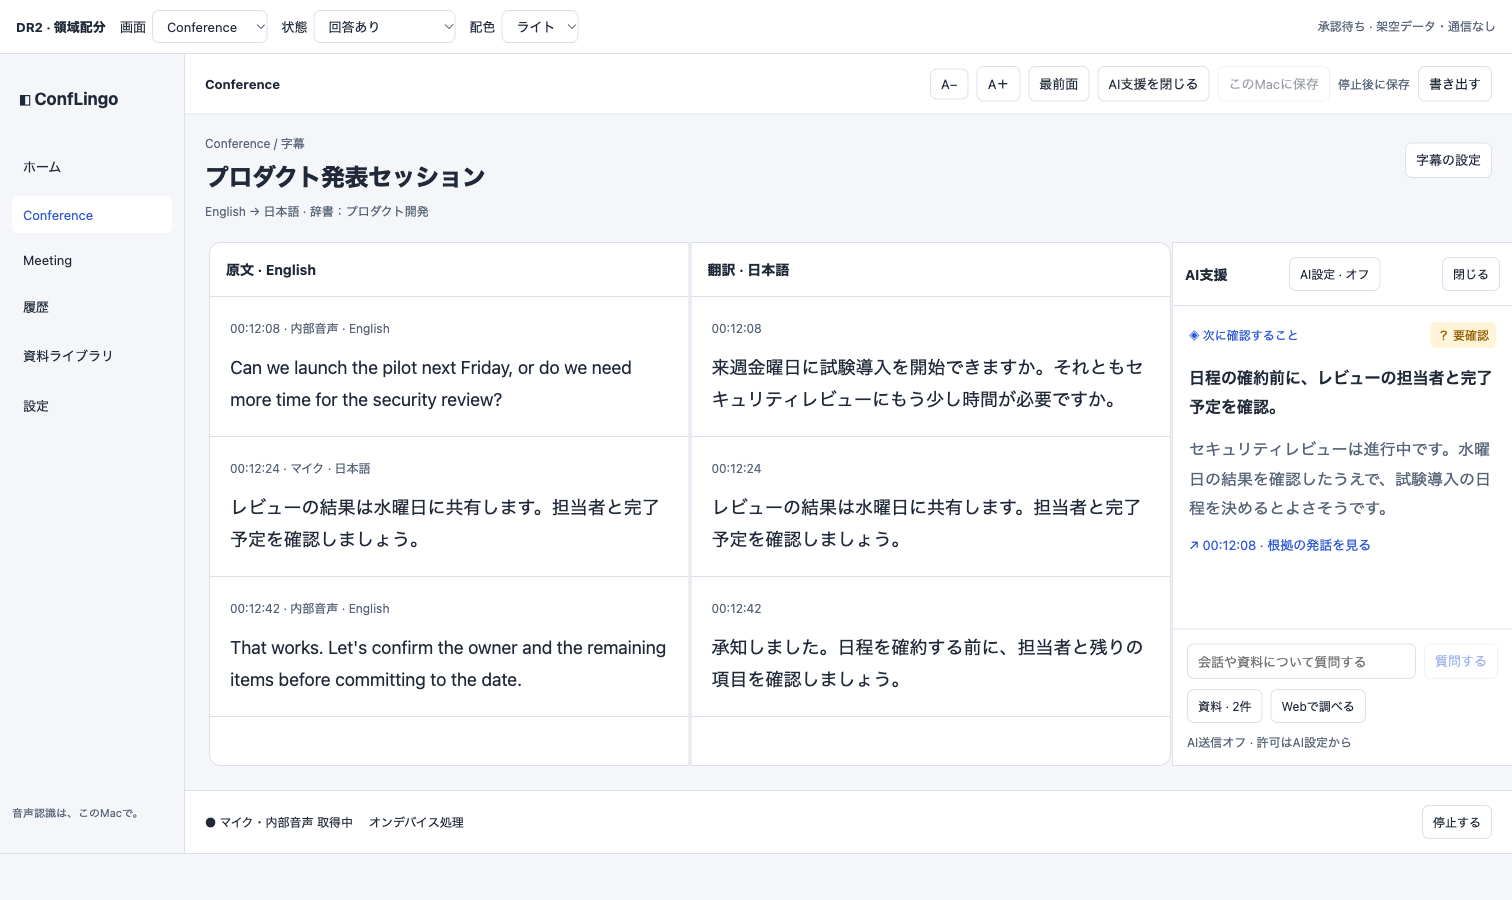 DR2 · 領域配分 画面 Conference 状態 回答あり 配色 ライト 承認待ち · 架空データ・通信なし
ConfLingo
ホーム
Conference
Meeting
履歴
資料ライブラリ
設定
音声認識は、このMacで。
Conference A− A＋ 最前面 AI支援を閉じる このMacに保存 停止後に保存 書き出す
Conference / 字幕
プロダクト発表セッション
English → 日本語 · 辞書：プロダクト開発
字幕の設定
原文 · English
翻訳 · 日本語
00:12:08 · 内部音声 · English
Can we launch the pilot next Friday, or do we need
more time for the security review?
00:12:08
来週金曜日に試験導入を開始できますか。それともセ
キュリティレビューにもう少し時間が必要ですか。
00:12:24 · マイク · 日本語
レビューの結果は水曜日に共有します。担当者と完了
予定を確認しましょう。
00:12:24
レビューの結果は水曜日に共有します。担当者と完了
予定を確認しましょう。
00:12:42 · 内部音声 · English
That works. Let's confirm the owner and the remaining
items before committing to the date.
00:12:42
承知しました。日程を確約する前に、担当者と残りの
項目を確認しましょう。
AI支援 AI設定 · オフ 閉じる
◈ 次に確認すること ？ 要確認
日程の確約前に、レビューの担当者と完了
予定を確認。
セキュリティレビューは進行中です。水曜
日の結果を確認したうえで、試験導入の日
程を決めるとよさそうです。
↗ 00:12:08 · 根拠の発話を見る
会話や資料について質問する 質問する
資料 · 2件 Webで調べる
AI送信オフ · 許可はAI設定から
● マイク・内部音声 取得中 オンデバイス処理 停止する